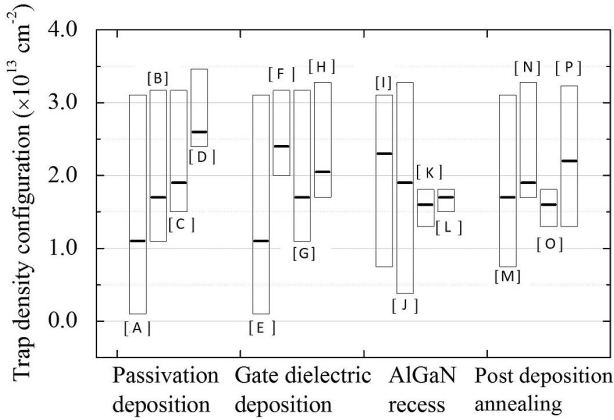 Trap density configuration (×10¹³ cm⁻²)
4.0
3.0
2.0
1.0
0.0
[B]
[F]
[H]
[I]
[N]
[P]
[D]
[K]
[C]
[G]
[L]
[O]
[A]
[E]
[J]
[M]
Passivation
deposition
Gate dielectric
deposition
AlGaN
recess
Post deposition
annealing